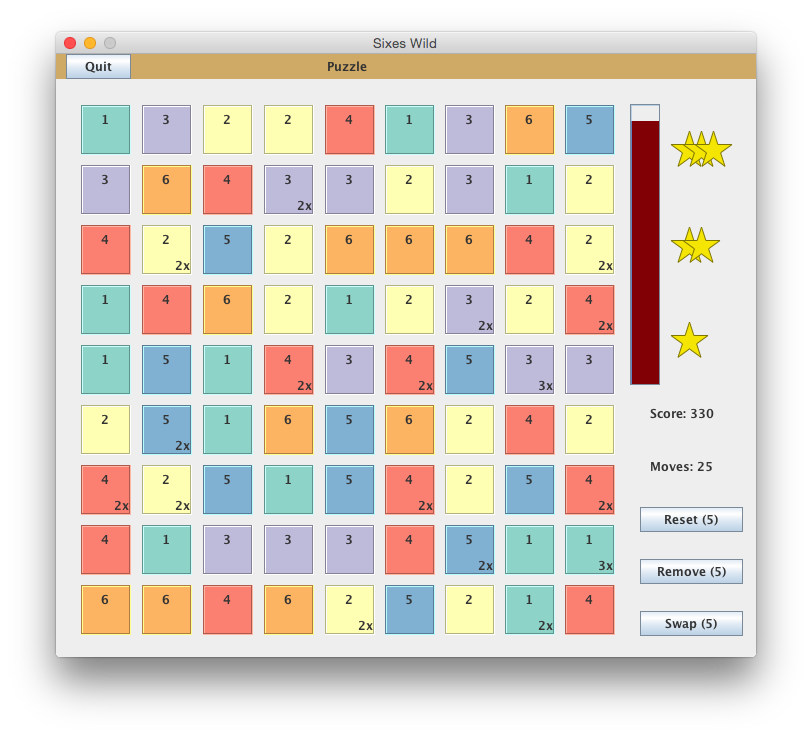 Sixes Wild
Quit Puzzle
1 3 2 2 4 1 3 6 5
3 6 4 3 3 2 3 1 2
2x
4 2 5 2 6 6 6 4 2
2x 2x
1 4 6 2 1 2 3 2 4
2x 2x
1 5 1 4 3 4 5 3 3
2x 2x 3x
2 5 1 6 5 6 2 4 2
2x
Score: 330
4 2 5 1 5 4 2 5 4
2x 2x 2x 2x
Moves: 25
4 1 3 3 3 4 5 1 1
2x 3x
Reset (5)
6 6 4 6 2 5 2 1 4
2x 2x
Remove (5)
Swap (5)